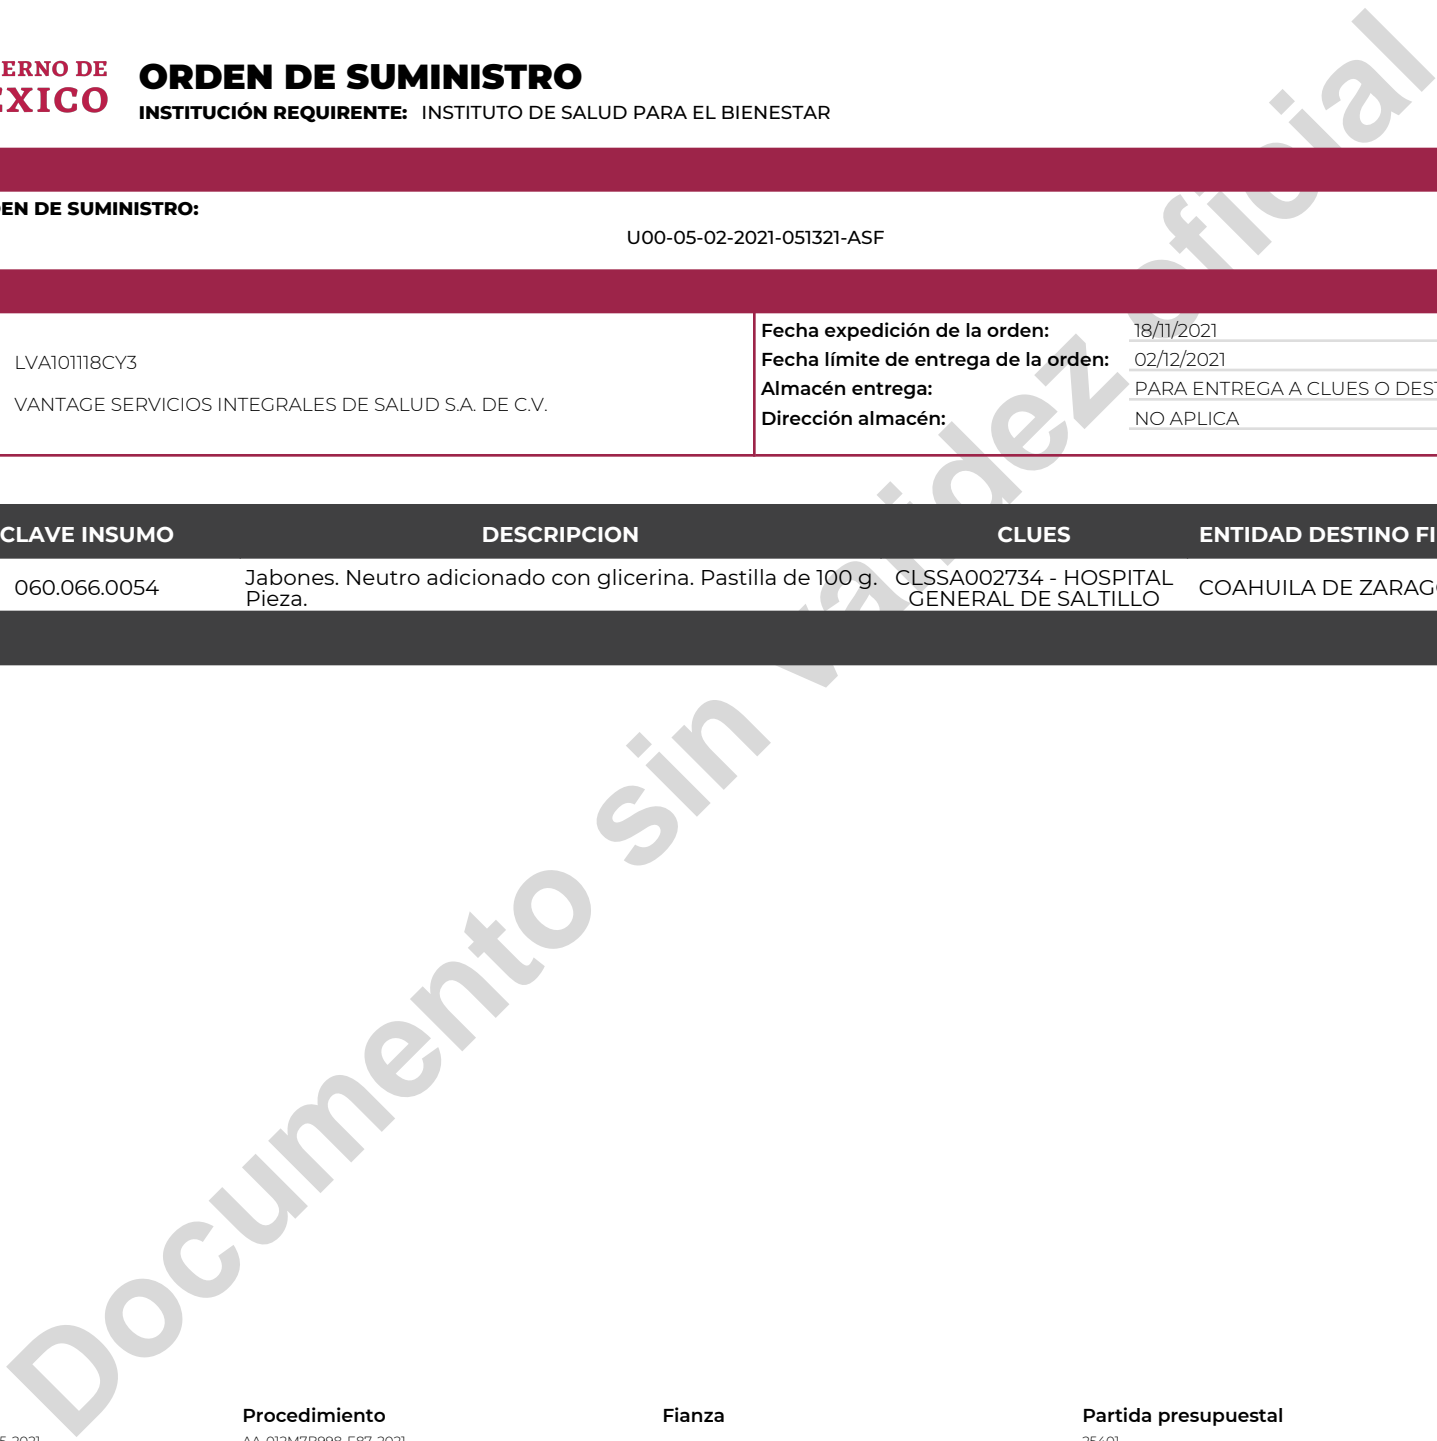 ERNO DE
ÉXICO
ORDEN DE SUMINISTRO
INSTITUCIÓN REQUIRENTE: INSTITUTO DE SALUD PARA EL BIENESTAR
EN DE SUMINISTRO:
U00-05-02-2021-051321-ASF
LVA101118CY3
VANTAGE SERVICIOS INTEGRALES DE SALUD S.A. DE C.V.
Fecha expedición de la orden: 18/11/2021
Fecha límite de entrega de la orden: 02/12/2021
Almacén entrega: PARA ENTREGA A CLUES O DEST
Dirección almacén: NO APLICA
CLAVE INSUMO DESCRIPCION CLUES ENTIDAD DESTINO FI
060.066.0054 Jabones. Neutro adicionado con glicerina. Pastilla de 100 g. Pieza. CLSSA002734 - HOSPITAL GENERAL DE SALTILLO COAHUILA DE ZARAG
Documento sin validez oficial
Procedimiento Fianza Partida presupuestal